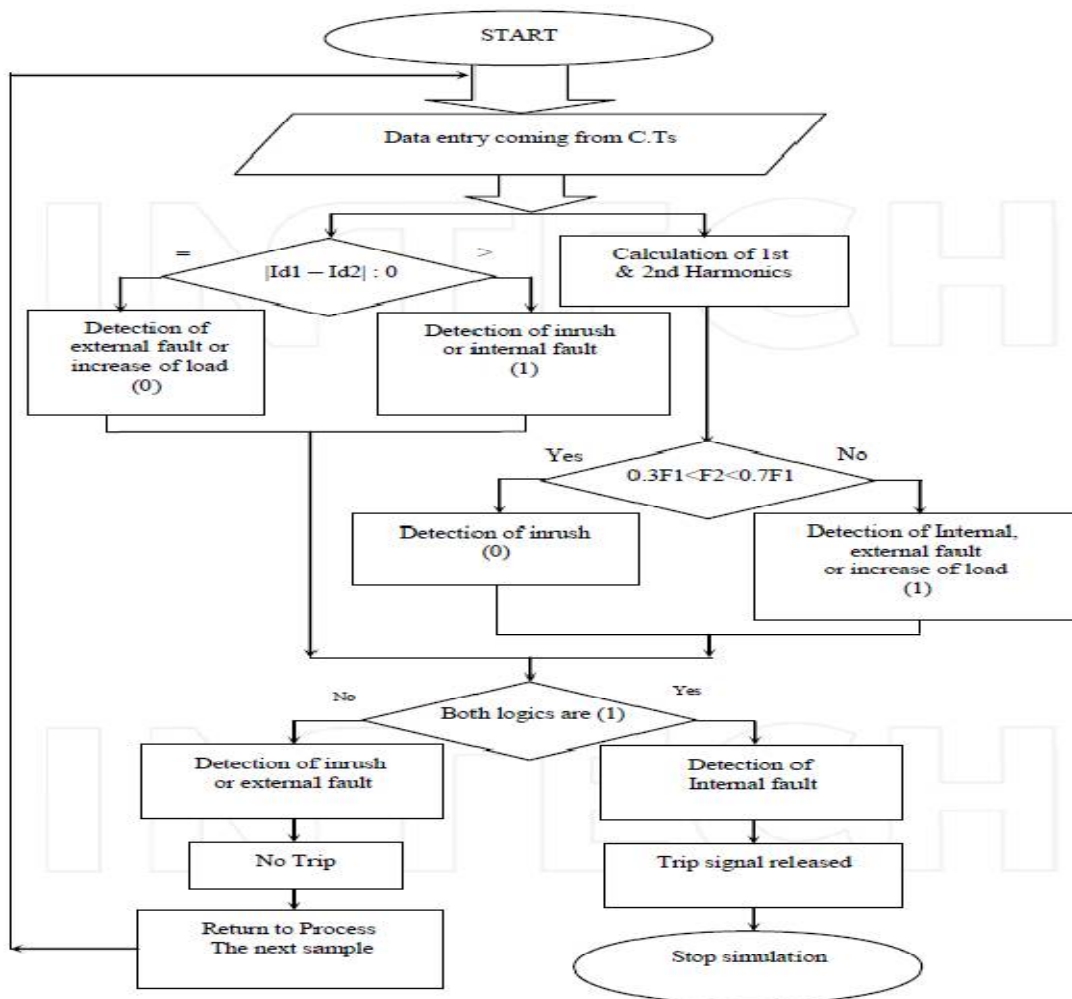 START
Data entry coming from C.Ts
=
|Id1 – Id2| : 0
>
Calculation of 1st
& 2nd Harmonics
Detection of
external fault or
increase of load
(0)
Detection of inrush
or internal fault
(1)
Yes
0.3F1<F2<0.7F1
No
Detection of inrush
(0)
Detection of Internal,
external fault
or increase of load
(1)
No
Both logics are (1)
Yes
Detection of inrush
or external fault
Detection of
Internal fault
No Trip
Trip signal released
Return to Process
The next sample
Stop simulation
INTECH
INTECH